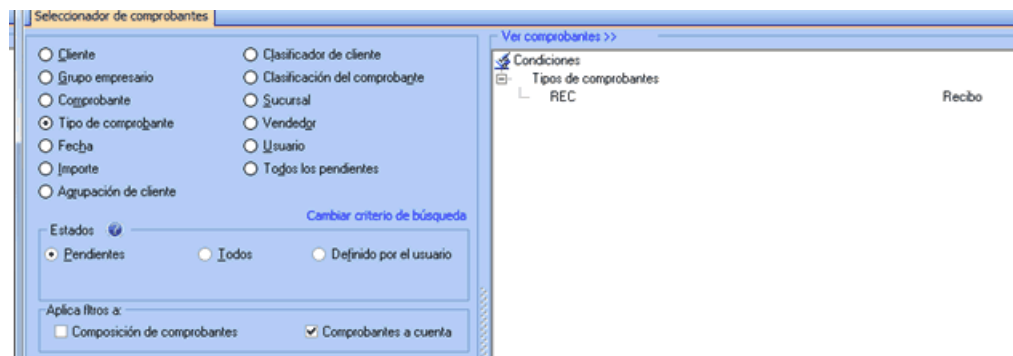 Seleccionador de comprobantes
Cliente
Clasificador de cliente
Grupo empresario
Clasificación del comprobante
Comprobante
Sucursal
Tipo de comprobante
Vendedor
Fecha
Usuario
Importe
Todos los pendientes
Agrupación de cliente
Cambiar criterio de búsqueda
Estados
Pendientes
Todos
Definido por el usuario
Aplica filtros a:
Composición de comprobantes
Comprobantes a cuenta
Ver comprobantes >>
Condiciones
Tipos de comprobantes
REC Recibo